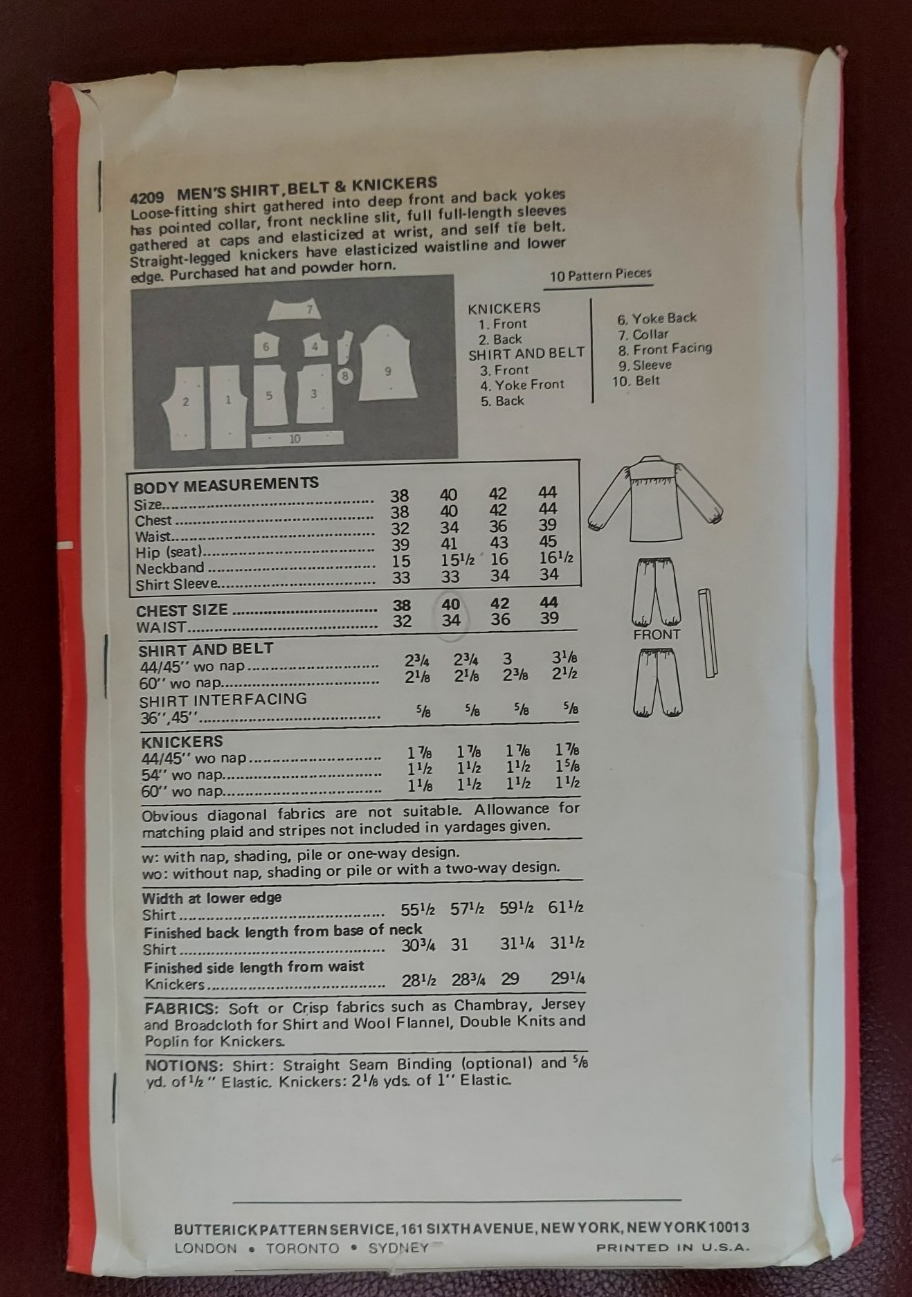 4209 MEN'S SHIRT, BELT & KNICKERS
Loose-fitting shirt gathered into deep front and back yokes
has pointed collar, front neckline slit, full full-length sleeves
gathered at caps and elasticized at wrist, and self tie belt.
Straight-legged knickers have elasticized waistline and lower
edge. Purchased hat and powder horn.
10 Pattern Pieces
7
6 4 8 9
2 1 5 3
10
KNICKERS
1. Front
2. Back
SHIRT AND BELT
3. Front
4. Yoke Front
5. Back
6. Yoke Back
7. Collar
8. Front Facing
9. Sleeve
10. Belt
BODY MEASUREMENTS
Size.......... 38 40 42 44
Chest.......... 38 40 42 44
Waist.......... 32 34 36 39
Hip (seat).......... 39 41 43 45
Neckband.......... 15 15½ 16 16½
Shirt Sleeve.......... 33 33 34 34
CHEST SIZE.......... 38 40 42 44
WAIST.......... 32 34 36 39
SHIRT AND BELT
44/45" wo nap.......... 2¾ 2¾ 3 3⅛
60" wo nap.......... 2⅛ 2⅛ 2⅜ 2½
SHIRT INTERFACING
36",45".......... ⅝ ⅝ ⅝ ⅝
KNICKERS
44/45" wo nap.......... 1⅞ 1⅞ 1⅞ 1⅞
54" wo nap.......... 1½ 1½ 1½ 1⅝
60" wo nap.......... 1⅛ 1½ 1½ 1½
FRONT
Obvious diagonal fabrics are not suitable. Allowance for
matching plaid and stripes not included in yardages given.
w: with nap, shading, pile or one-way design.
wo: without nap, shading or pile or with a two-way design.
Width at lower edge
Shirt.......... 55½ 57½ 59½ 61½
Finished back length from base of neck
Shirt.......... 30¾ 31 31¼ 31½
Finished side length from waist
Knickers.......... 28½ 28¾ 29 29¼
FABRICS: Soft or Crisp fabrics such as Chambray, Jersey
and Broadcloth for Shirt and Wool Flannel, Double Knits and
Poplin for Knickers.
NOTIONS: Shirt: Straight Seam Binding (optional) and ⅝
yd. of ½" Elastic. Knickers: 2⅛ yds. of 1" Elastic.
BUTTERICK PATTERN SERVICE, 161 SIXTH AVENUE, NEW YORK, NEW YORK 10013
LONDON • TORONTO • SYDNEY PRINTED IN U.S.A.